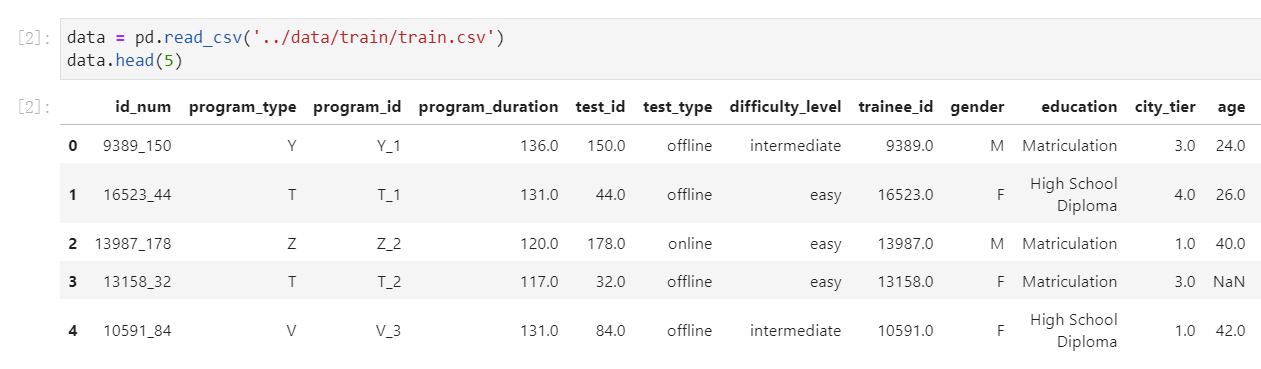 [2]: data = pd.read_csv('../data/train/train.csv')
data.head(5)
[2]: id_num program_type program_id program_duration test_id test_type difficulty_level trainee_id gender education city_tier age
0 9389_150 Y Y_1 136.0 150.0 offline intermediate 9389.0 M Matriculation 3.0 24.0
1 16523_44 T T_1 131.0 44.0 offline easy 16523.0 F High School Diploma 4.0 26.0
2 13987_178 Z Z_2 120.0 178.0 online easy 13987.0 M Matriculation 1.0 40.0
3 13158_32 T T_2 117.0 32.0 offline easy 13158.0 F Matriculation 3.0 NaN
4 10591_84 V V_3 131.0 84.0 offline intermediate 10591.0 F High School Diploma 1.0 42.0